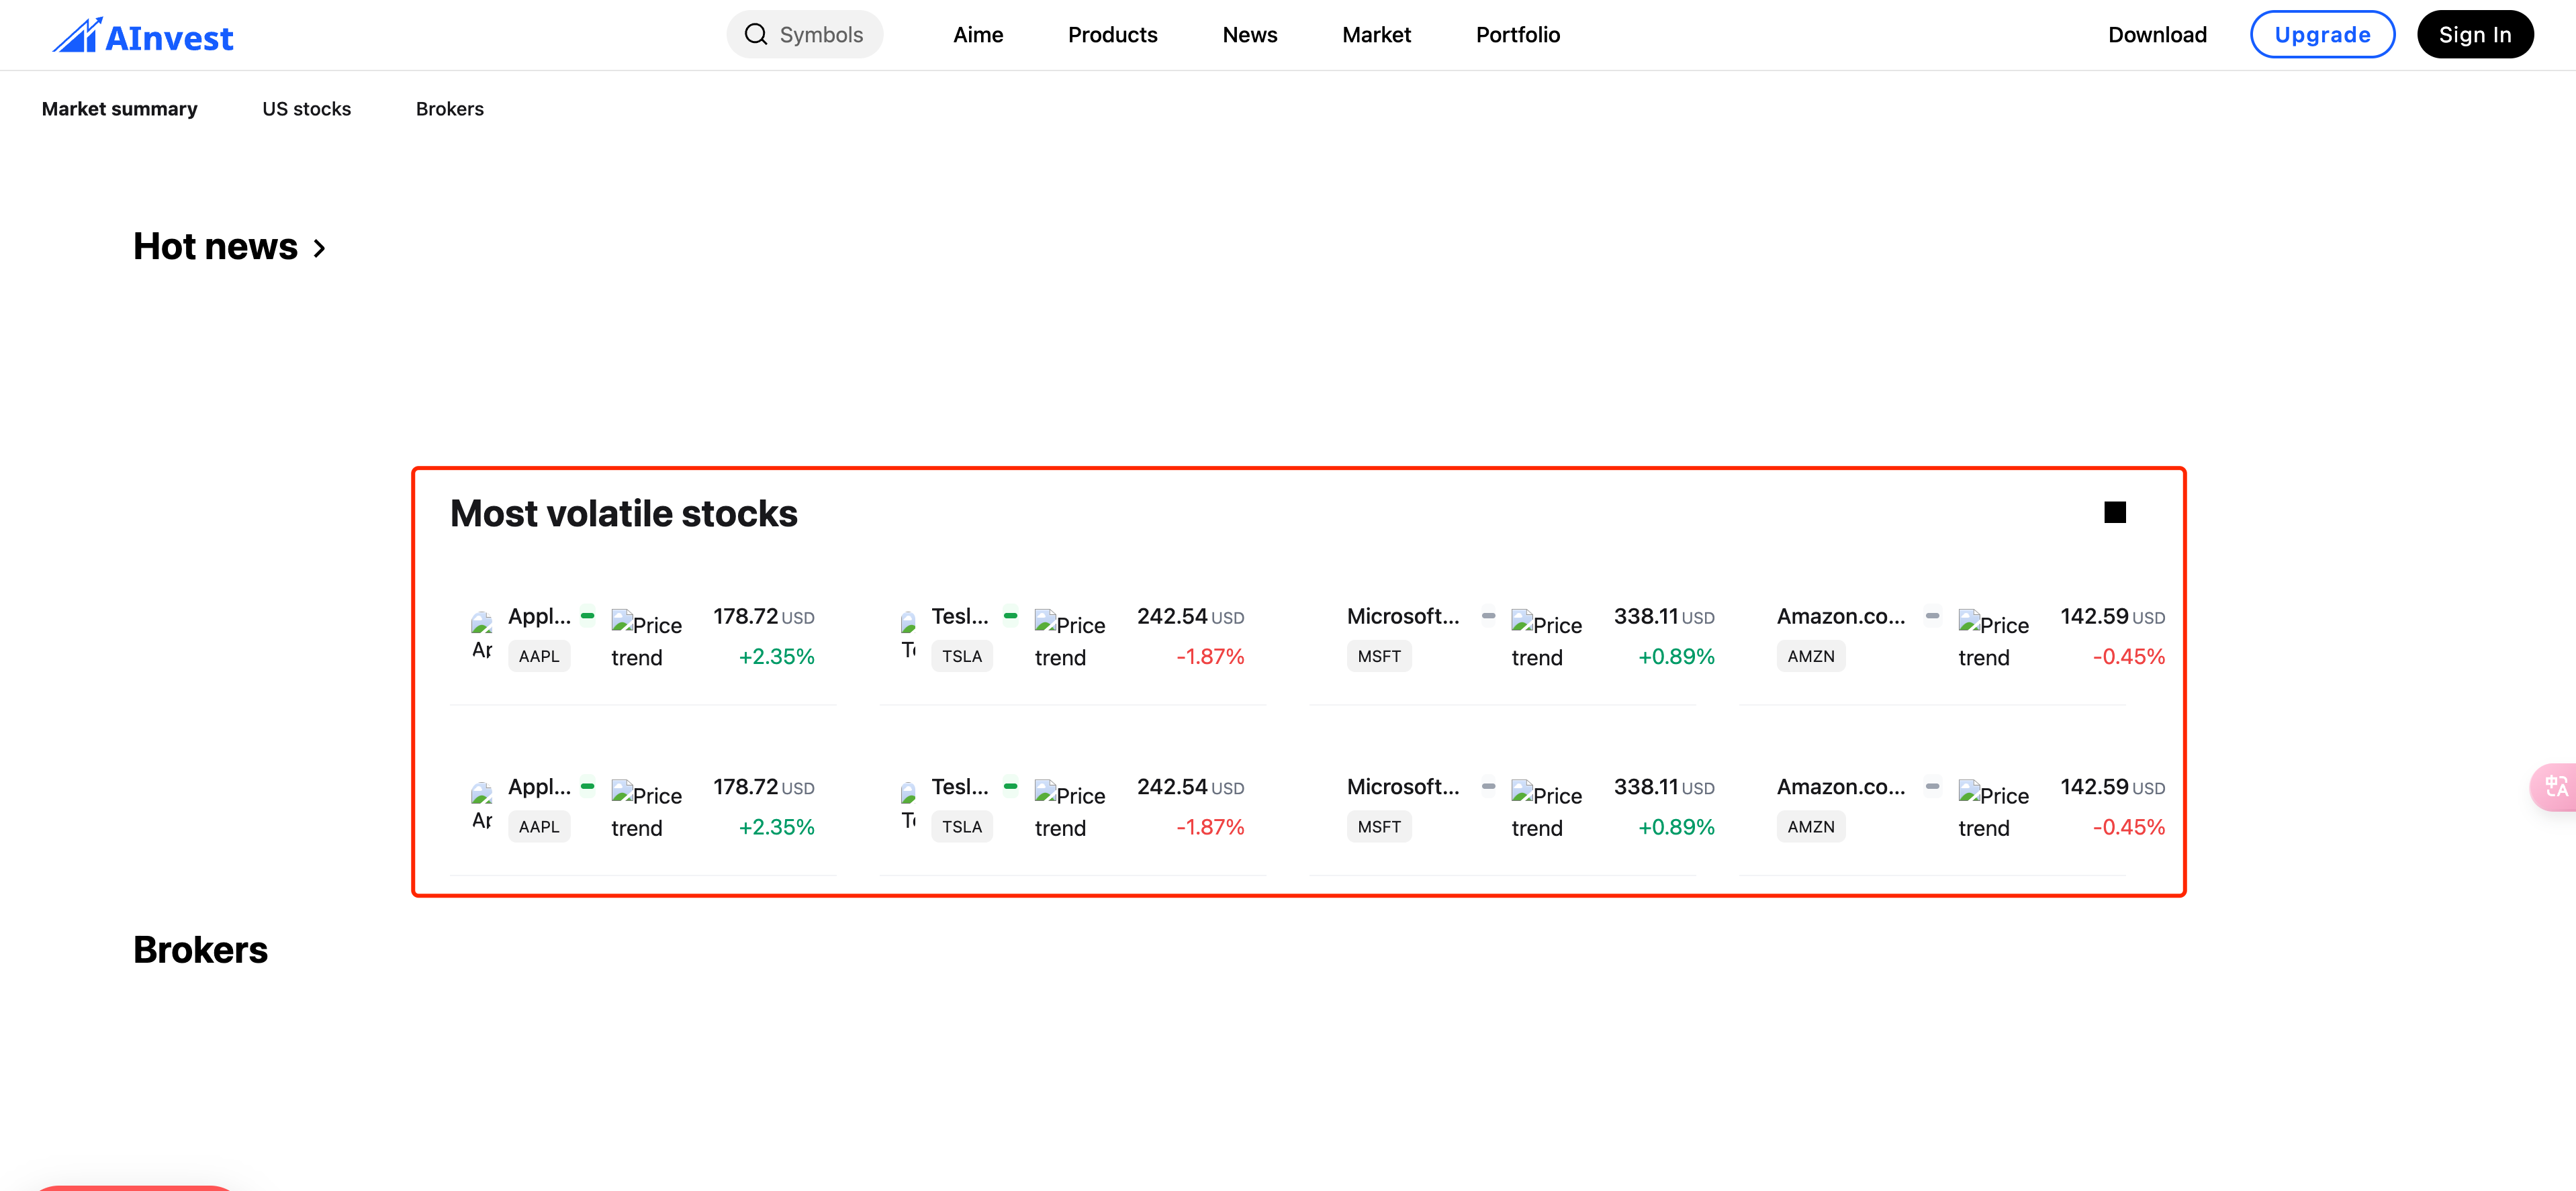 AInvest
Symbols
Aime
Products
News
Market
Portfolio
Download
Upgrade
Sign In
Market summary
US stocks
Brokers
Hot news
Most volatile stocks
Appl...
Price trend
178.72 USD
AAPL
+2.35%
Tesl...
Price trend
242.54 USD
TSLA
-1.87%
Microsoft...
Price trend
338.11 USD
MSFT
+0.89%
Amazon.co...
Price trend
142.59 USD
AMZN
-0.45%
Appl...
Price trend
178.72 USD
AAPL
+2.35%
Tesl...
Price trend
242.54 USD
TSLA
-1.87%
Microsoft...
Price trend
338.11 USD
MSFT
+0.89%
Amazon.co...
Price trend
142.59 USD
AMZN
-0.45%
Brokers